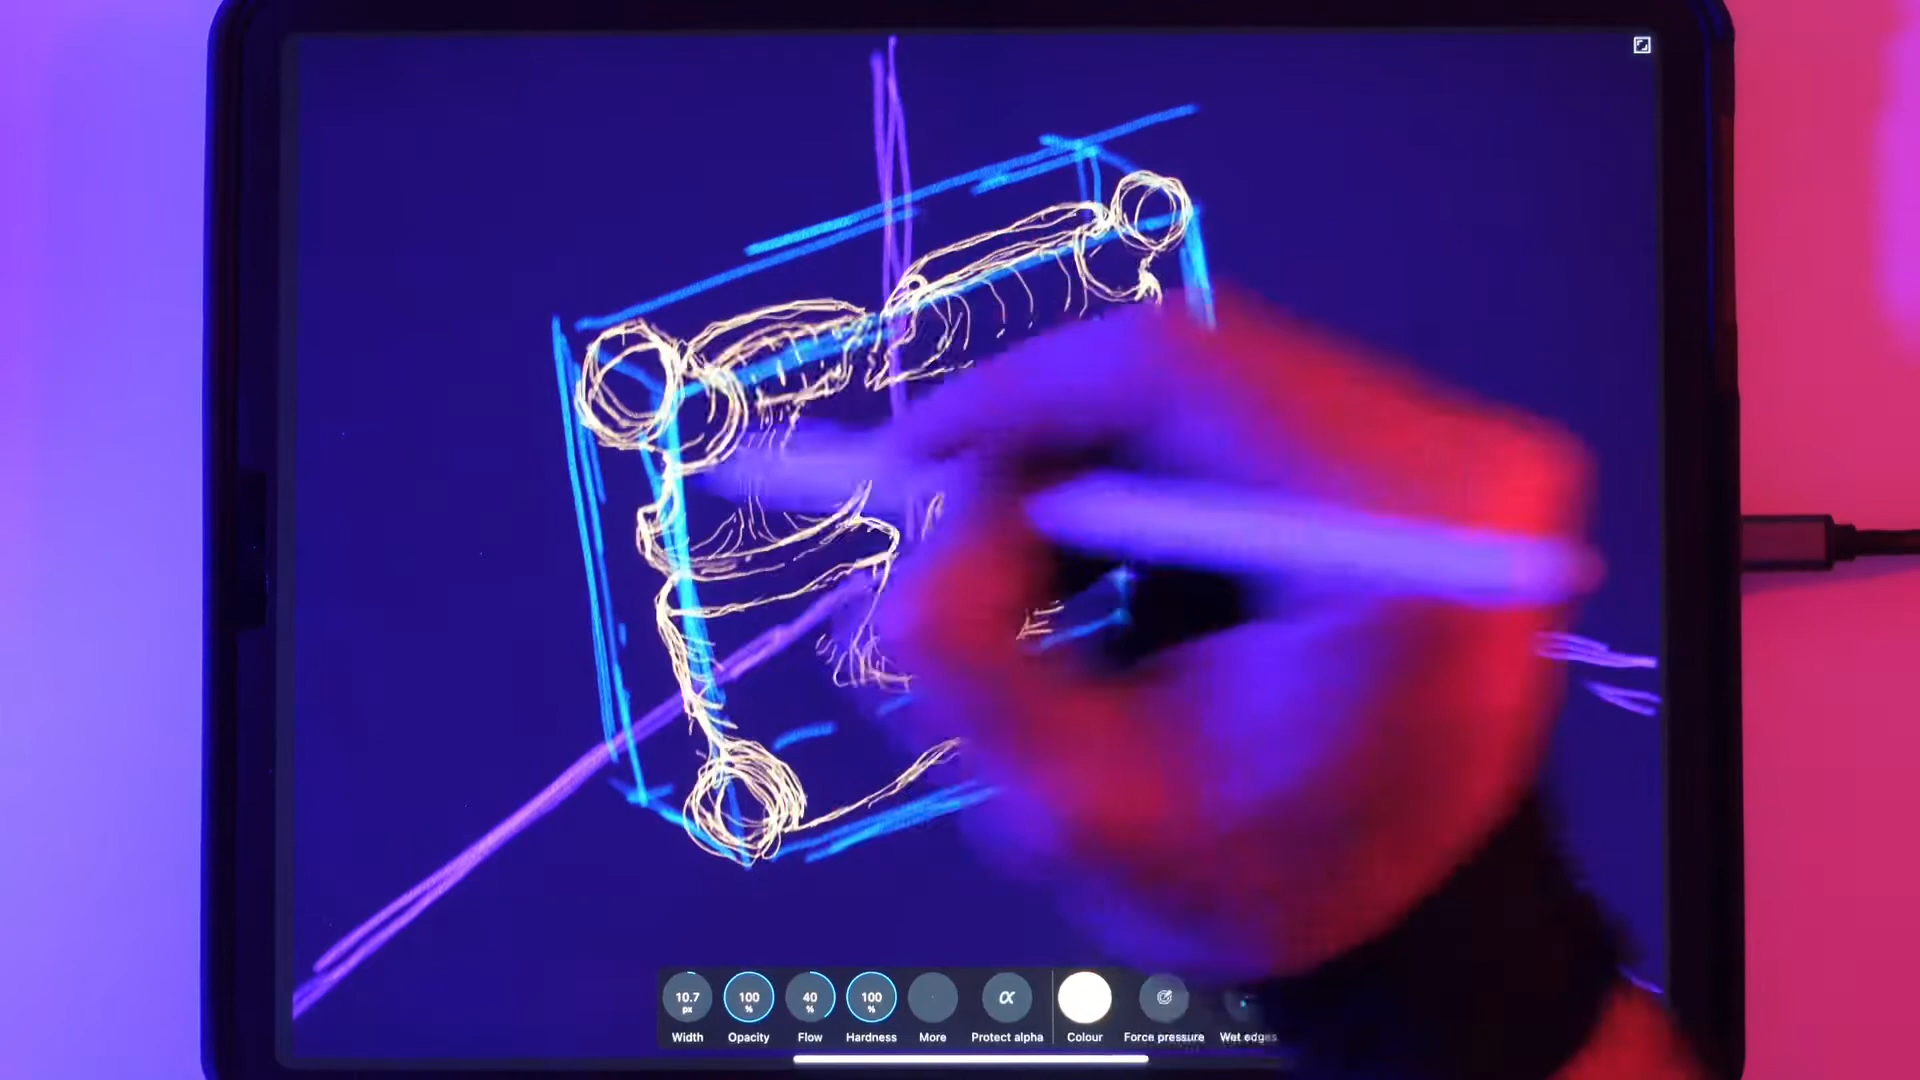 10.7 px 100 % 40 % 100 % α
Width Opacity Flow Hardness More Protect alpha Colour Force pressure Wet edges